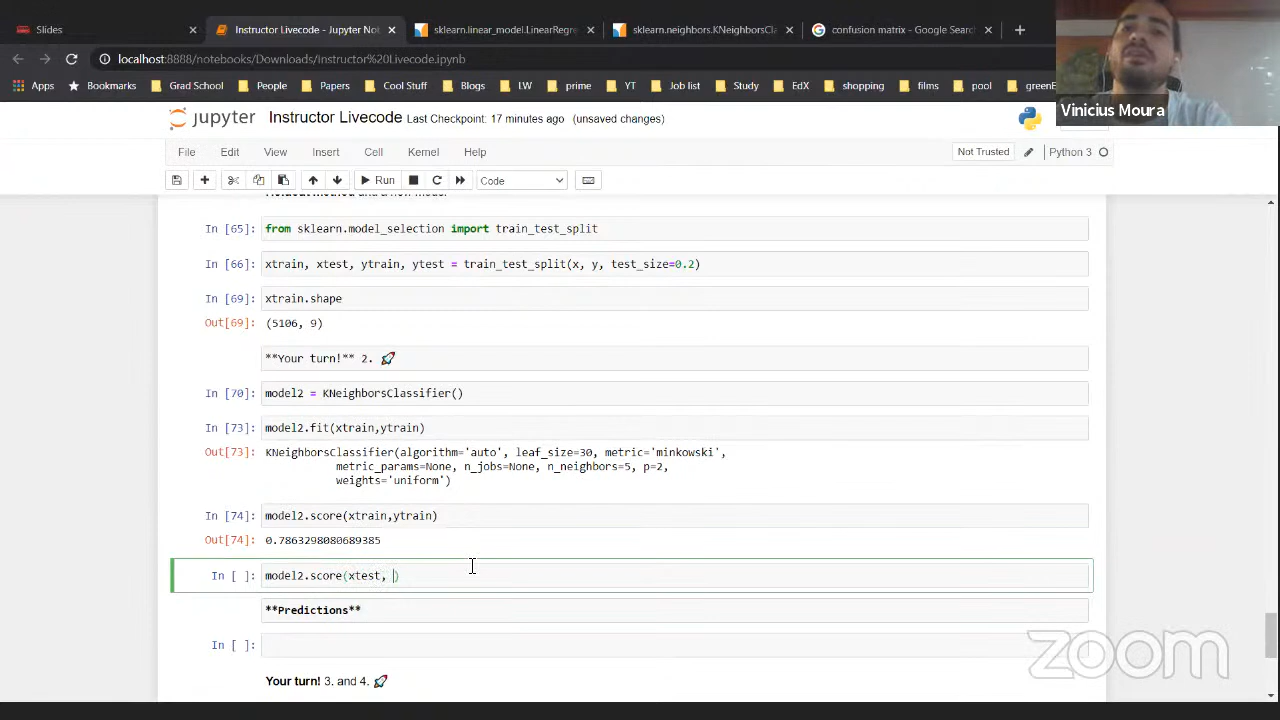 Slides
Instructor Livecode - Jupyter Not
sklearn.linear_model.LinearRegre
sklearn.neighbors.KNeighborsCl
confusion matrix - Google Search
localhost:8888/notebooks/Downloads/Instructor%20Livecode.ipynb
Apps
Bookmarks
Grad School
People
Papers
Cool Stuff
Blogs
LW
prime
YT
Job list
Study
EdX
shopping
films
pool
greenE
Vinicius Moura
jupyter Instructor Livecode Last Checkpoint: 17 minutes ago (unsaved changes)
File Edit View Insert Cell Kernel Help
Not Trusted
Python 3
Run
Code
In [65]: from sklearn.model_selection import train_test_split
In [66]: xtrain, xtest, ytrain, ytest = train_test_split(x, y, test_size=0.2)
In [69]: xtrain.shape
Out[69]: (5106, 9)
**Your turn!** 2. 🚀
In [70]: model2 = KNeighborsClassifier()
In [73]: model2.fit(xtrain,ytrain)
Out[73]: KNeighborsClassifier(algorithm='auto', leaf_size=30, metric='minkowski',
metric_params=None, n_jobs=None, n_neighbors=5, p=2,
weights='uniform')
In [74]: model2.score(xtrain,ytrain)
Out[74]: 0.7863298080689385
In [ ]: model2.score(xtest, )
**Predictions**
In [ ]:
Your turn! 3. and 4. 🚀
zoom